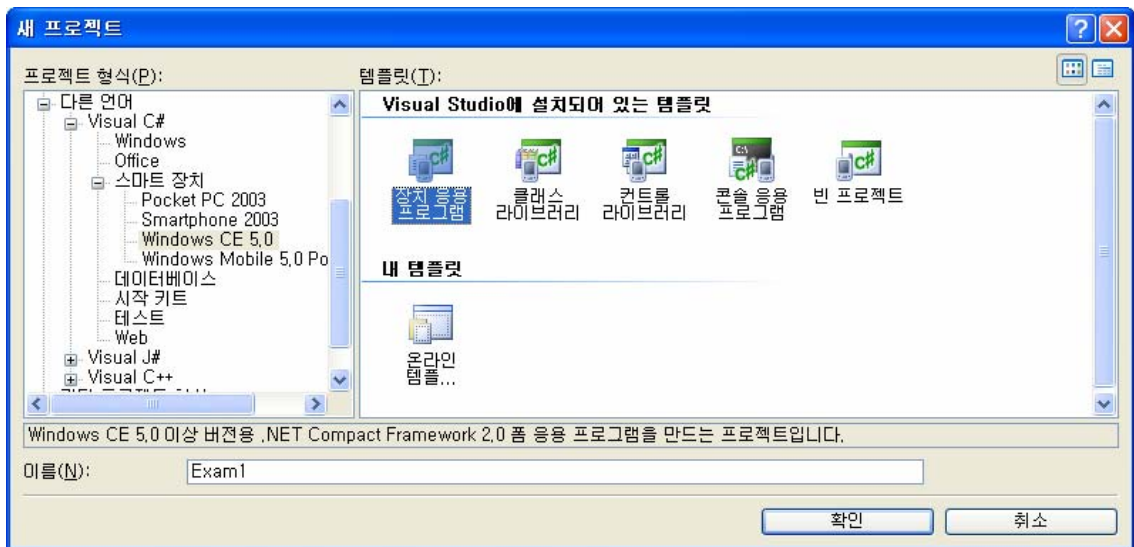 새 프로젝트
프로젝트 형식(P):
다른 언어
Visual C#
Windows
Office
스마트 장치
Pocket PC 2003
Smartphone 2003
Windows CE 5.0
Windows Mobile 5.0 Po
데이터베이스
시작 키트
테스트
Web
Visual J#
Visual C++
템플릿(T):
Visual Studio에 설치되어 있는 템플릿
장치 응용
프로그램
클래스
라이브러리
컨트롤
라이브러리
콘솔 응용
프로그램
빈 프로젝트
내 템플릿
온라인
템플...
Windows CE 5.0 이상 버전용 .NET Compact Framework 2.0 폼 응용 프로그램을 만드는 프로젝트입니다.
이름(N):
Exam1
확인
취소